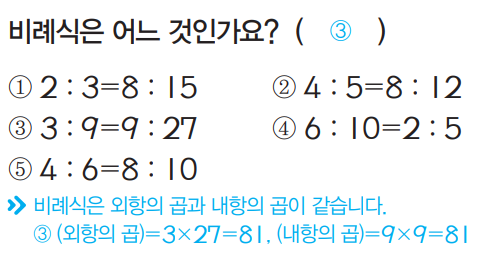 비례식은 어느 것인가요? ( ③ )
① 2 : 3=8 : 15 ② 4 : 5=8 : 12
③ 3 : 9=9 : 27 ④ 6 : 10=2 : 5
⑤ 4 : 6=8 : 10
≫ 비례식은 외항의 곱과 내항의 곱이 같습니다.
③ (외항의 곱)=3×27=81, (내항의 곱)=9×9=81